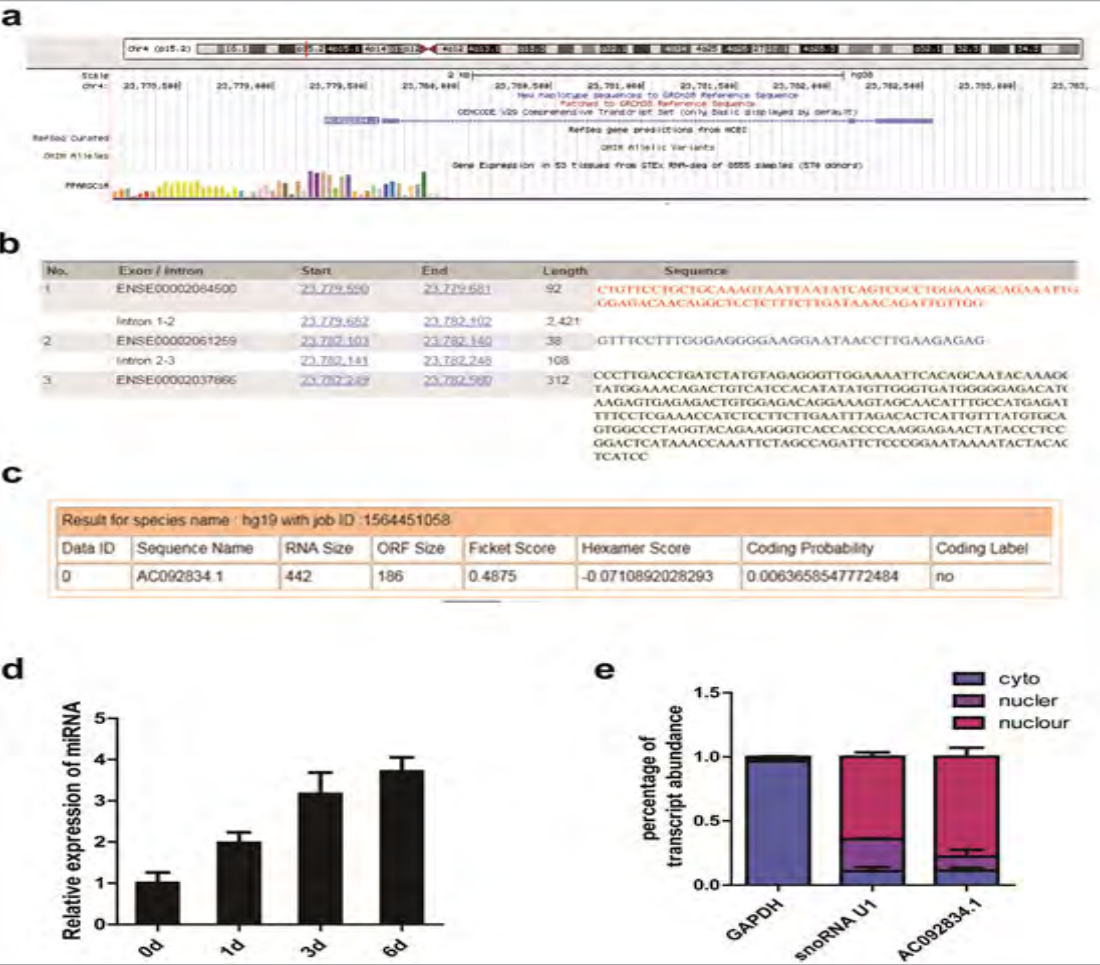 a
chr4 (p15.2)
Scale
2 kb
hg38
chr4:
23,779,000|
23,779,500|
23,780,500|
23,781,000|
23,781,500|
23,782,000|
23,782,500|
23,783,000|
New haplotype sequences to GRCh38 Reference Sequence
Patches to GRCh38 Reference Sequence
GENCODE v29 Comprehensive Transcript Set (only Basic displayed by default)
RefSeq gene predictions from NCBI
RefSeq Curated
OMIM Allelic Variants
OMIM Alleles
Gene Expression in 53 tissues from GTEx RNA-seq of 8555 samples (570 donors)
PPARGC1A
b
No. Exon / Intron Start End Length Sequence
1 ENSE00002084500 23,779,590 23,779,681 92 CTGTTCCTGCTGCAAAGTAATTAATATCAGTCGCCTGGAAAGCAGAAATTG
GGAGACAACAGGCTCCTCTTTCTTGATAAACAGATTGTTGG
Intron 1-2 23,779,682 23,782,102 2,421
2 ENSE00002061259 23,782,103 23,782,140 38 GTTTCCTTTGGGAGGGGAAGGAATAACCTTGAAGAGAG
Intron 2-3 23,782,141 23,782,248 108
3 ENSE00002037866 23,782,249 23,782,560 312 CCCTTGACCTGATCTATGTAGAGGGTTGGAAAAATTCACAGCAATACAAAGG
TATGGAAACAGACTGTCATCCACATATATGTTGGGTGATGGGGGAGACATC
AAGAGTGAGAGACTGTGGAGACAGGAAAGTAGCAACATTTGCCATGAGAT
TTTCCTCGAAACCATCTCCTTCTTGAATTTAGACACTCATTGTTTATGTGCA
GTGGCCCTAGGTACAGAAGGGTCACCACCCCAAGGAGAACTATACCCTCC
GGACTCATAAACCAAATTCTAGCCAGATTCTCCCGGAATAAAATACTACAC
TCATCC
c
Result for species name : hg19 with job ID :1564451058
Data ID Sequence Name RNA Size ORF Size Ficket Score Hexamer Score Coding Probability Coding Label
0 AC092834.1 442 186 0.4875 -0.0710892028293 0.0063658547772484 no
d
Relative expression of miRNA
5
4
3
2
1
0
0d 1d 3d 6d
e
percentage of
transcript abundance
1.5
1.0
0.5
0.0
cyto
nucler
nuclour
GAPDH snoRNA U1 AC092834.1